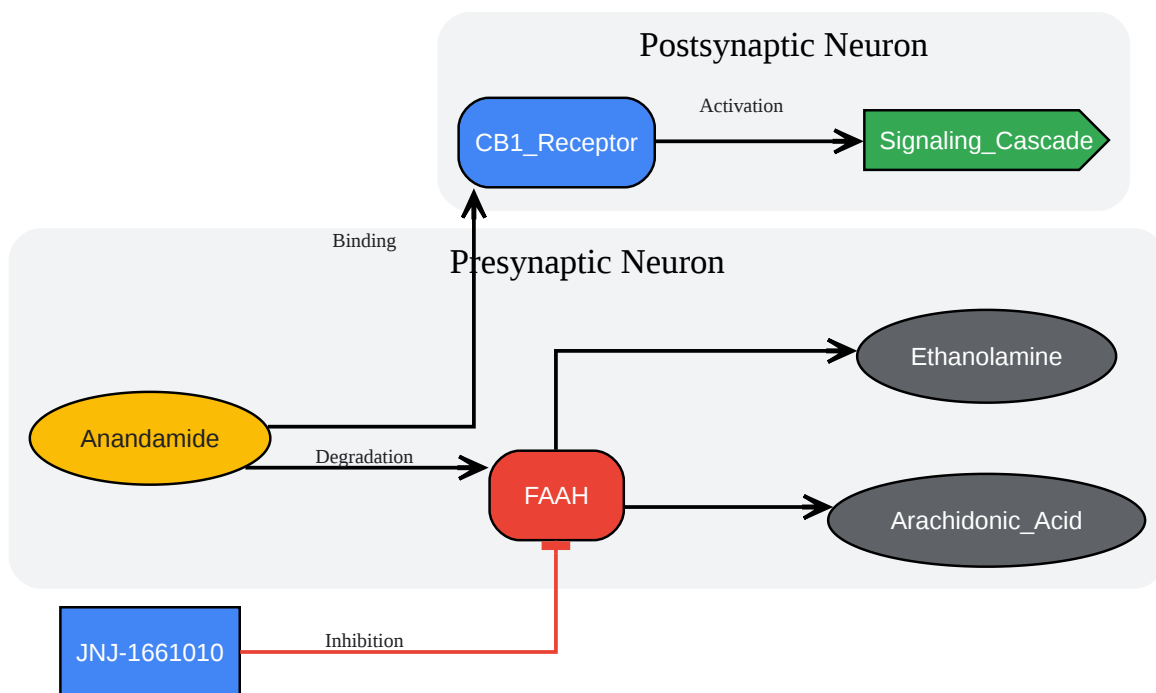 Postsynaptic Neuron
Activation
CB1_Receptor
Signaling_Cascade
Binding
Presynaptic Neuron
Ethanolamine
Anandamide
Degradation
FAAH
Arachidonic_Acid
Inhibition
JNJ-1661010